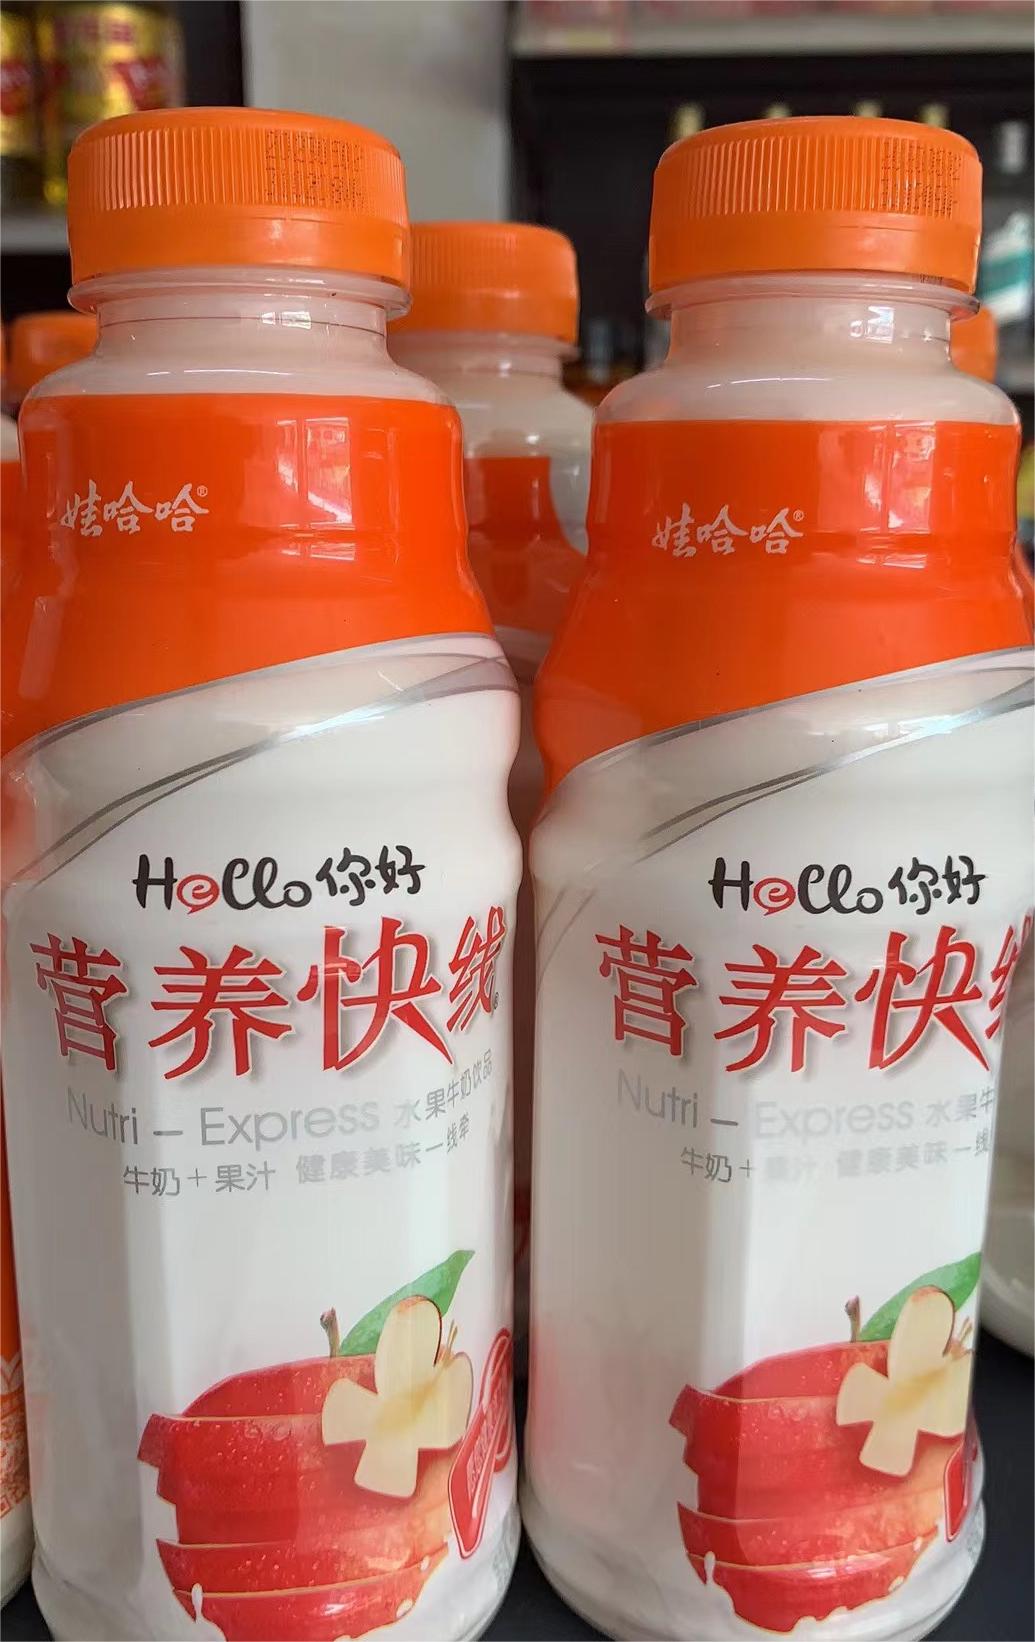 娃哈哈®
Hello你好
营养快线®
Nutri - Express 水果牛奶饮品
牛奶+果汁 健康美味一线牵
娃哈哈®
Hello你好
营养快线
Nutri - Express 水果牛
牛奶+果汁 健康美味一线